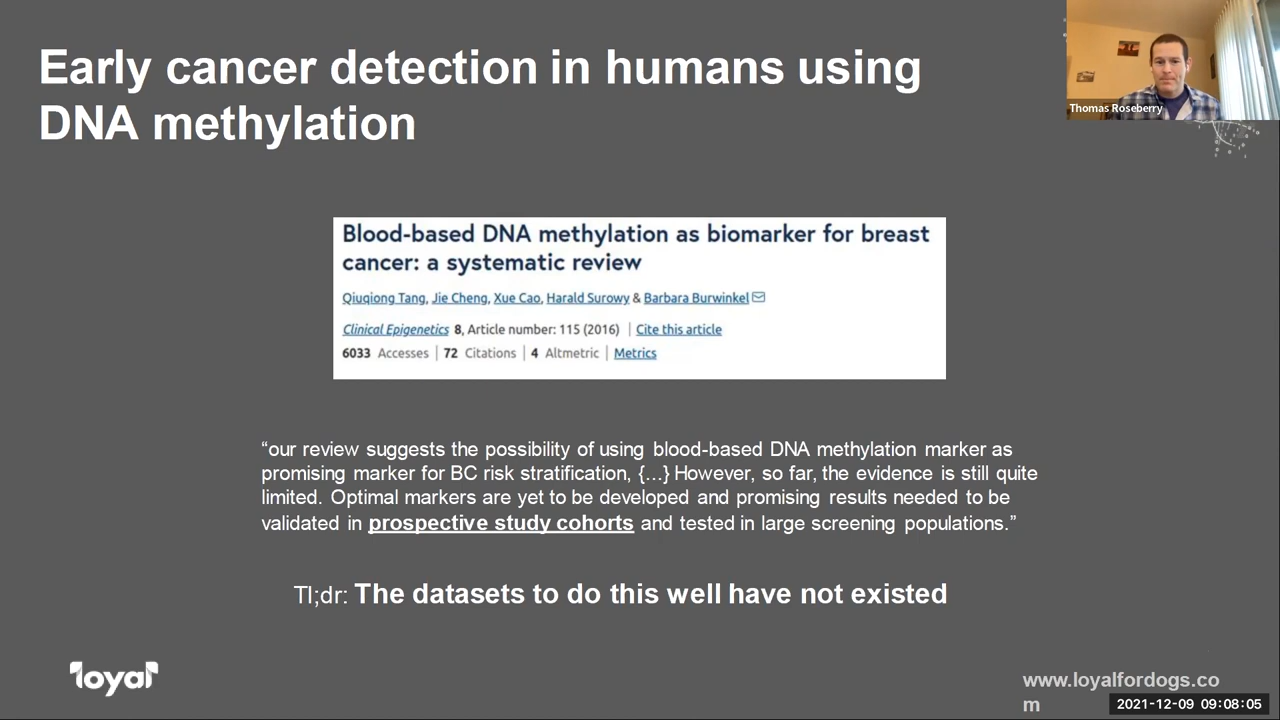 Early cancer detection in humans using
DNA methylation
Thomas Roseberry
Blood-based DNA methylation as biomarker for breast
cancer: a systematic review
Qiuqiong Tang, Jie Cheng, Xue Cao, Harald Surowy & Barbara Burwinkel
Clinical Epigenetics 8, Article number: 115 (2016) | Cite this article
6033 Accesses | 72 Citations | 4 Altmetric | Metrics
“our review suggests the possibility of using blood-based DNA methylation marker as
promising marker for BC risk stratification, {...} However, so far, the evidence is still quite
limited. Optimal markers are yet to be developed and promising results needed to be
validated in prospective study cohorts and tested in large screening populations.”
Tl;dr: The datasets to do this well have not existed
loyal
www.loyalfordogs.co
m
2021-12-09 09:08:05